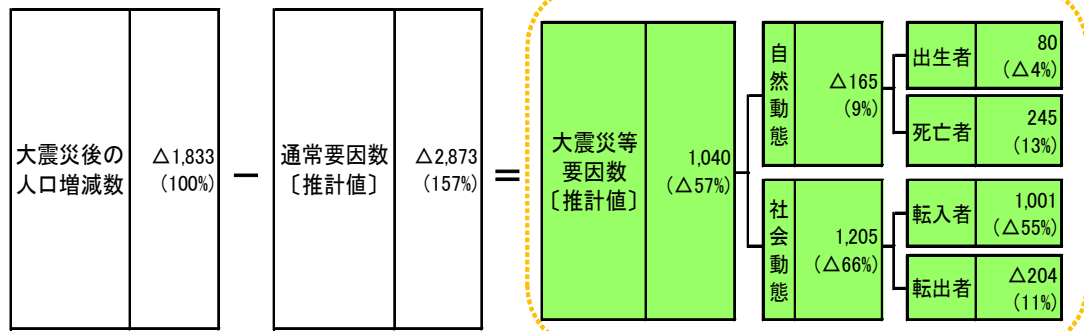 大震災後の
人口増減数
△1,833
(100%)
－
通常要因数
〔推計値〕
△2,873
(157%)
＝
大震災等
要因数
〔推計値〕
1,040
(△57%)
自然動態
△165
(9%)
出生者
80
(△4%)
死亡者
245
(13%)
社会動態
1,205
(△66%)
転入者
1,001
(△55%)
転出者
△204
(11%)